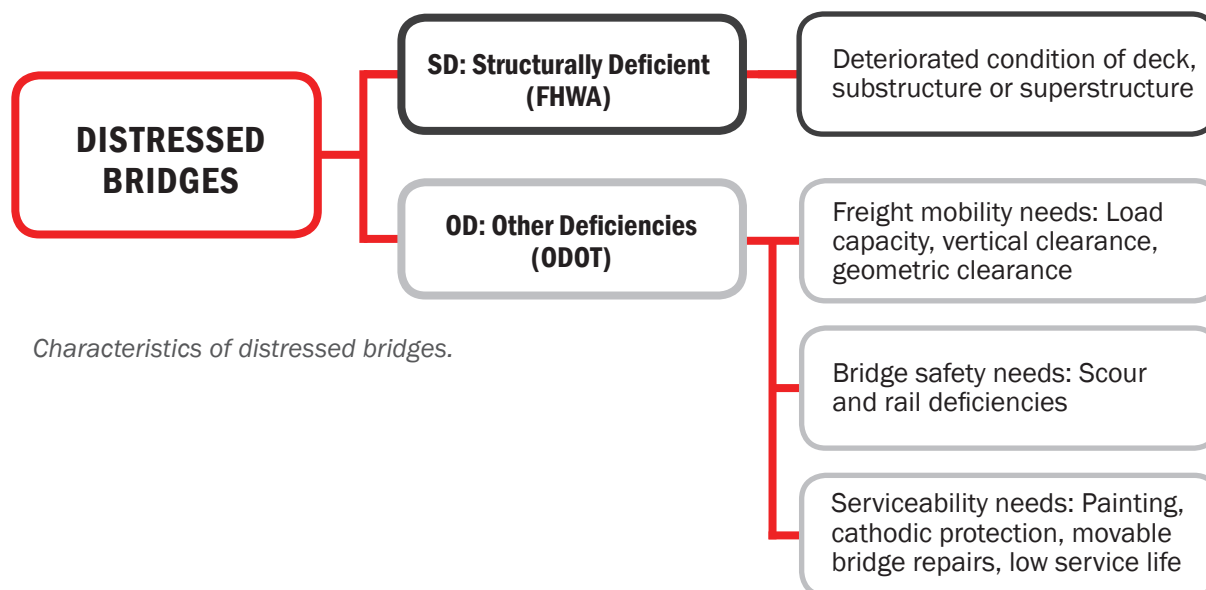 DISTRESSED
BRIDGES
SD: Structurally Deficient
(FHWA)
Deteriorated condition of deck,
substructure or superstructure
OD: Other Deficiencies
(ODOT)
Freight mobility needs: Load
capacity, vertical clearance,
geometric clearance
Bridge safety needs: Scour
and rail deficiencies
Serviceability needs: Painting,
cathodic protection, movable
bridge repairs, low service life
Characteristics of distressed bridges.